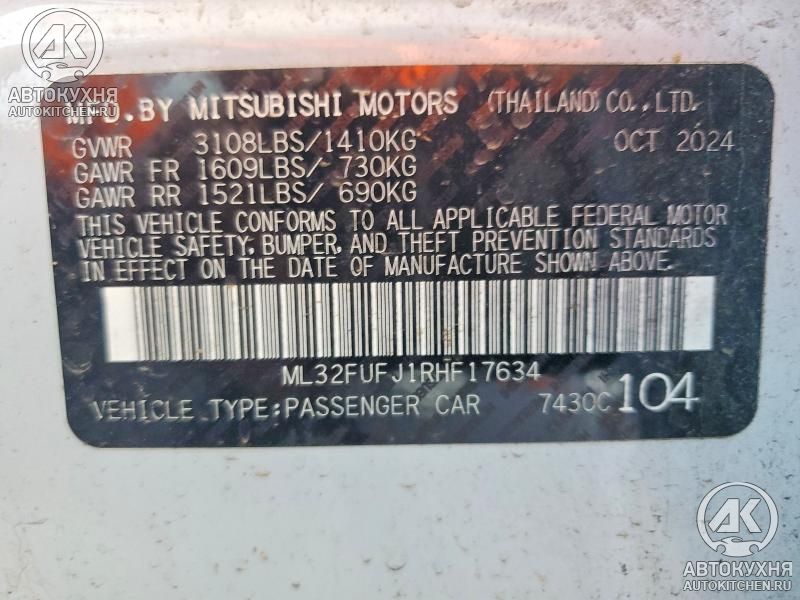 АВТОКУХНЯ
AUTOKITCHEN.RU
MFD.BY MITSUBISHI MOTORS (THAILAND) CO.,LTD.
GVWR 3108LBS/1410KG OCT 2024
GAWR FR 1609LBS/ 730KG
GAWR RR 1521LBS/ 690KG
THIS VEHICLE CONFORMS TO ALL APPLICABLE FEDERAL MOTOR
VEHICLE SAFETY, BUMPER, AND THEFT PREVENTION STANDARDS
IN EFFECT ON THE DATE OF MANUFACTURE SHOWN ABOVE.
ML32FUFJ1RHF17634
VEHICLE TYPE:PASSENGER CAR 7430C 104
АК
АВТОКУХНЯ
AUTOKITCHEN.RU